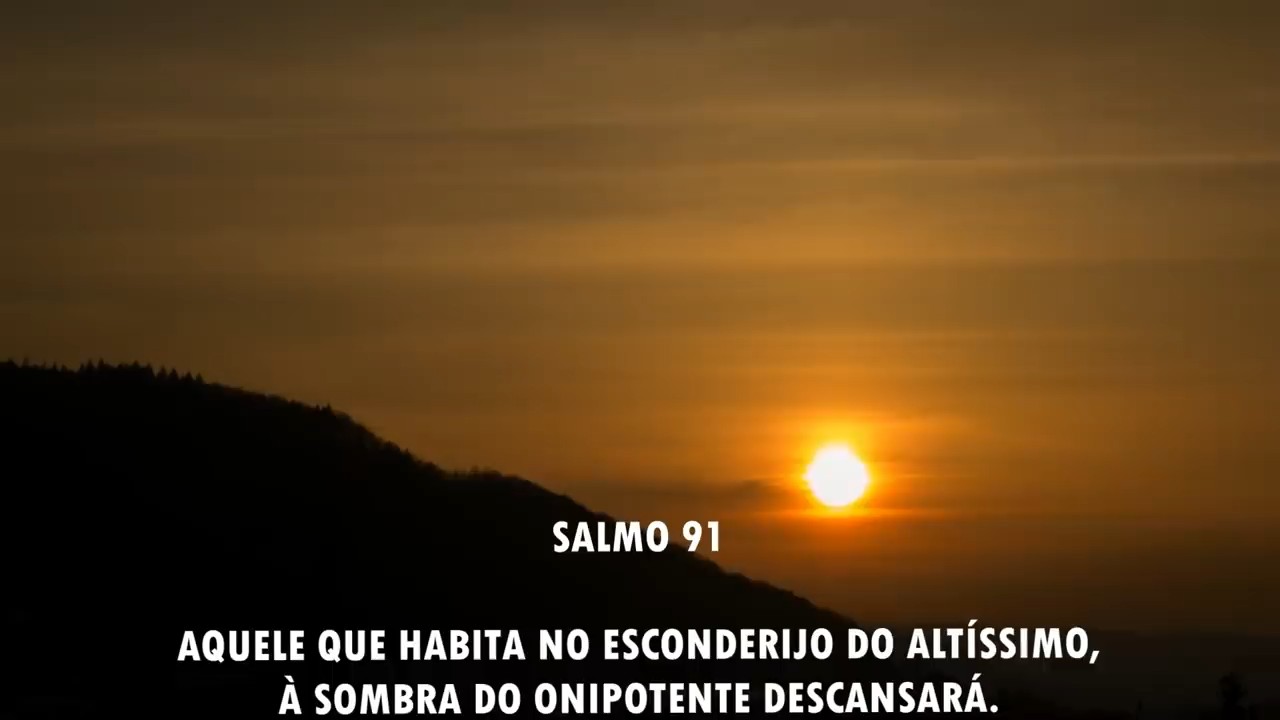 SALMO 91
AQUELE QUE HABITA NO ESCONDERIJO DO ALTÍSSIMO,
À SOMBRA DO ONIPOTENTE DESCANSARÁ.